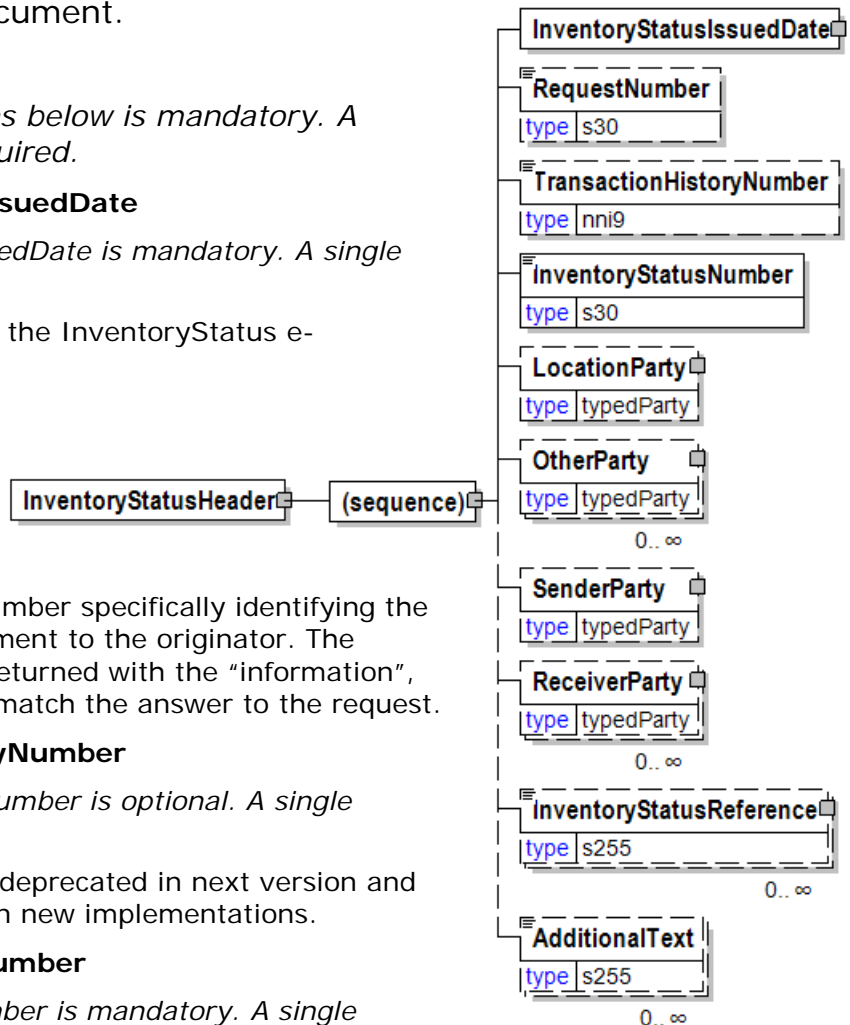 cument.
s below is mandatory. A
uired.
ssuedDate
edDate is mandatory. A single
the InventoryStatus e-
umber specifically identifying the
ment to the originator. The
eturned with the "information",
match the answer to the request.
yNumber
umber is optional. A single
deprecated in next version and
n new implementations.
umber
ber is mandatory. A single
InventoryStatusHeader
(sequence)
InventoryStatusIssuedDate
RequestNumber
type s30
TransactionHistoryNumber
type nni9
InventoryStatusNumber
type s30
LocationParty
type typedParty
OtherParty
type typedParty
0.. ∞
SenderParty
type typedParty
ReceiverParty
type typedParty
0.. ∞
InventoryStatusReference
type s255
0.. ∞
AdditionalText
type s255
0.. ∞